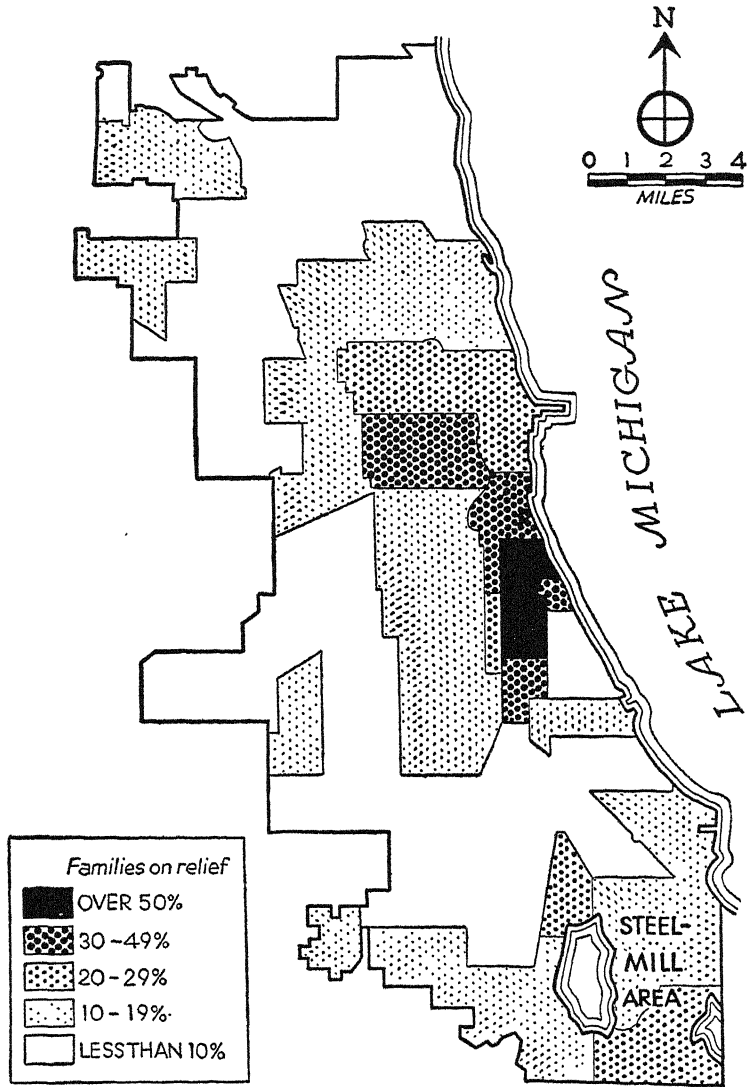 N
0 1 2 3 4
MILES
LAKE MICHIGAN
STEEL-
MILL
AREA
Families on relief
OVER 50%
30-49%
20-29%
10-19%.
LESS THAN 10%